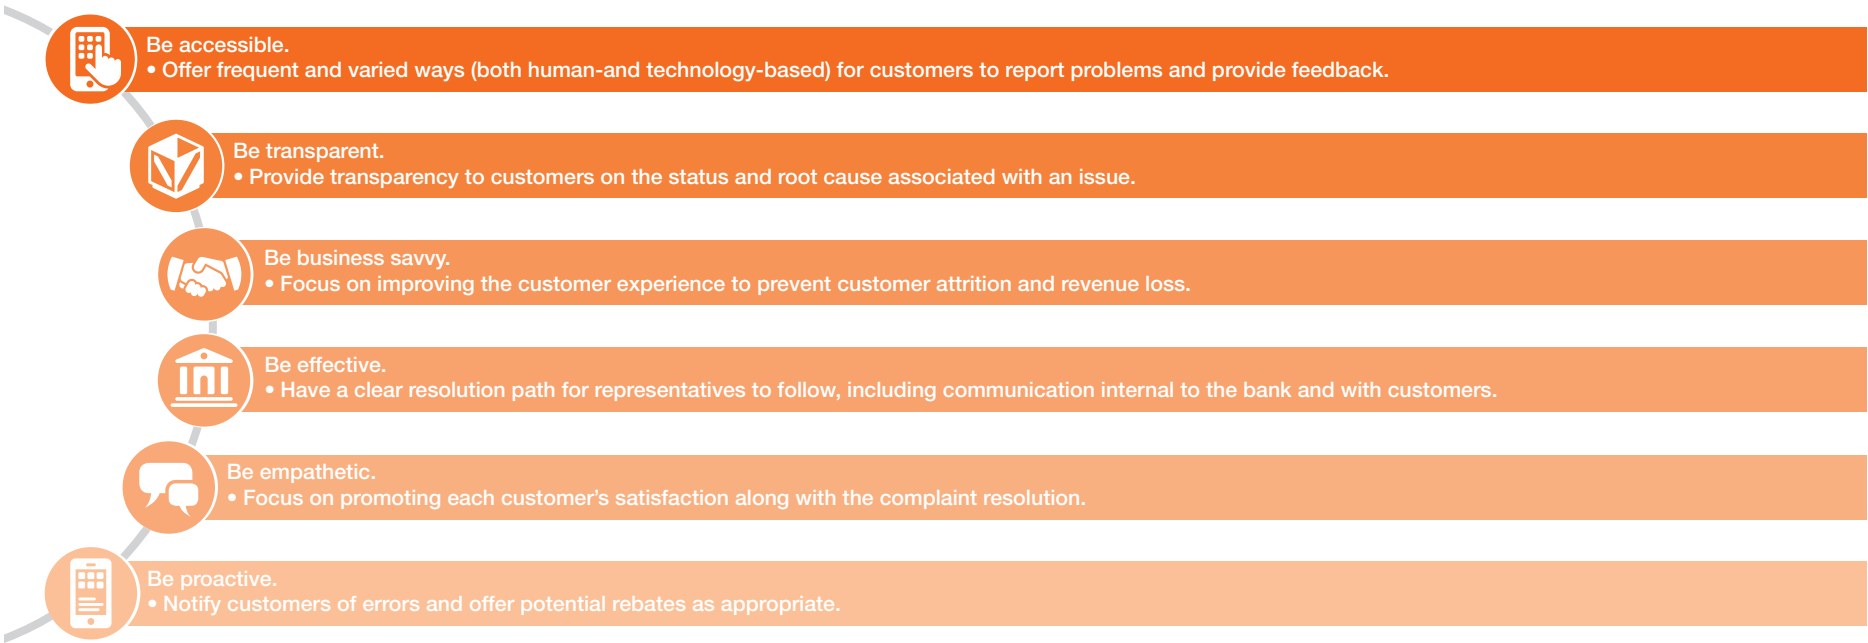 Be accessible.
• Offer frequent and varied ways (both human-and technology-based) for customers to report problems and provide feedback.
Be transparent.
• Provide transparency to customers on the status and root cause associated with an issue.
Be business savvy.
• Focus on improving the customer experience to prevent customer attrition and revenue loss.
Be effective.
• Have a clear resolution path for representatives to follow, including communication internal to the bank and with customers.
Be empathetic.
• Focus on promoting each customer’s satisfaction along with the complaint resolution.
Be proactive.
• Notify customers of errors and offer potential rebates as appropriate.